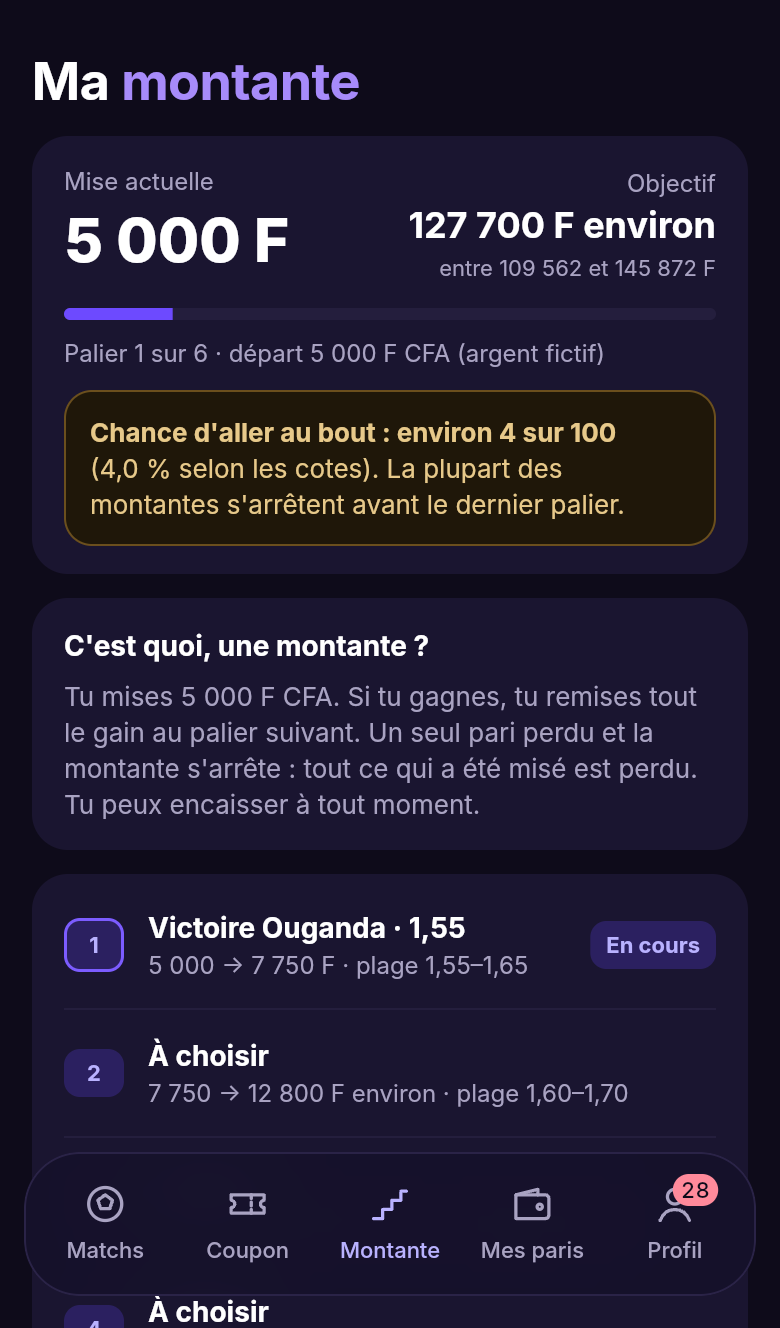 Ma montante
Mise actuelle
5 000 F
Objectif
127 700 F environ
entre 109 562 et 145 872 F
Palier 1 sur 6 · départ 5 000 F CFA (argent fictif)
Chance d'aller au bout : environ 4 sur 100
(4,0 % selon les cotes). La plupart des
montantes s'arrêtent avant le dernier palier.
C'est quoi, une montante ?
Tu mises 5 000 F CFA. Si tu gagnes, tu remises tout
le gain au palier suivant. Un seul pari perdu et la
montante s'arrête : tout ce qui a été misé est perdu.
Tu peux encaisser à tout moment.
1
Victoire Ouganda · 1,55
5 000 → 7 750 F · plage 1,55–1,65
En cours
2
À choisir
7 750 → 12 800 F environ · plage 1,60–1,70
28
Matchs
Coupon
Montante
Mes paris
Profil
4
À choisir